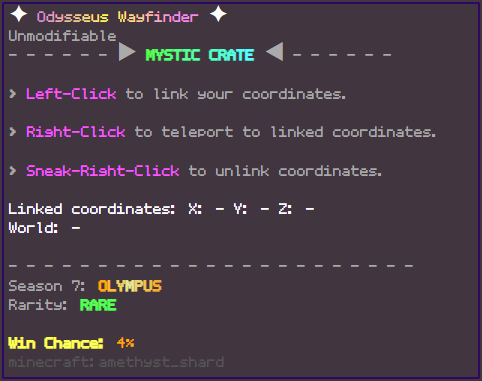 ✦ Odysseus Wayfinder ✦
Unmodifiable
- - - - - - ▶ MYSTIC CRATE ◀ - - - - - -
> Left-Click to link your coordinates.
> Right-Click to teleport to linked coordinates.
> Sneak-Right-Click to unlink coordinates.
Linked coordinates: X: - Y: - Z: -
World: -
- - - - - - - - - - - - - - - - - - - - - - - -
Season 7: OLYMPUS
Rarity: RARE
Win Chance: 4%
minecraft:amethyst_shard